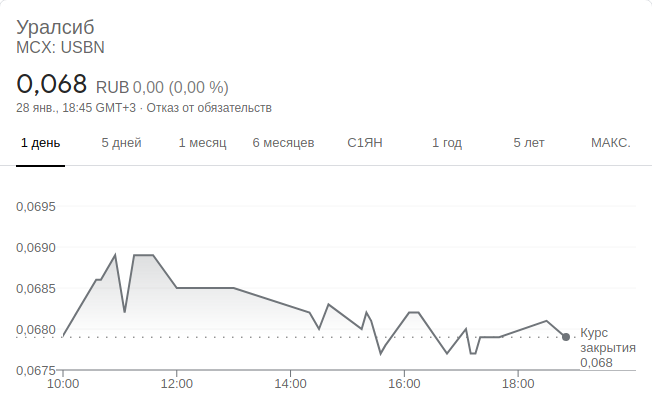 Уралсиб
MCX: USBN
0,068 RUB 0,00 (0,00 %)
28 янв., 18:45 GMT+3 · Отказ от обязательств
1 день 5 дней 1 месяц 6 месяцев С1ЯН 1 год 5 лет МАКС.
0,0695
0,0690
0,0685
0,0680
0,0675
Курс
закрытия
0,068
10:00 12:00 14:00 16:00 18:00